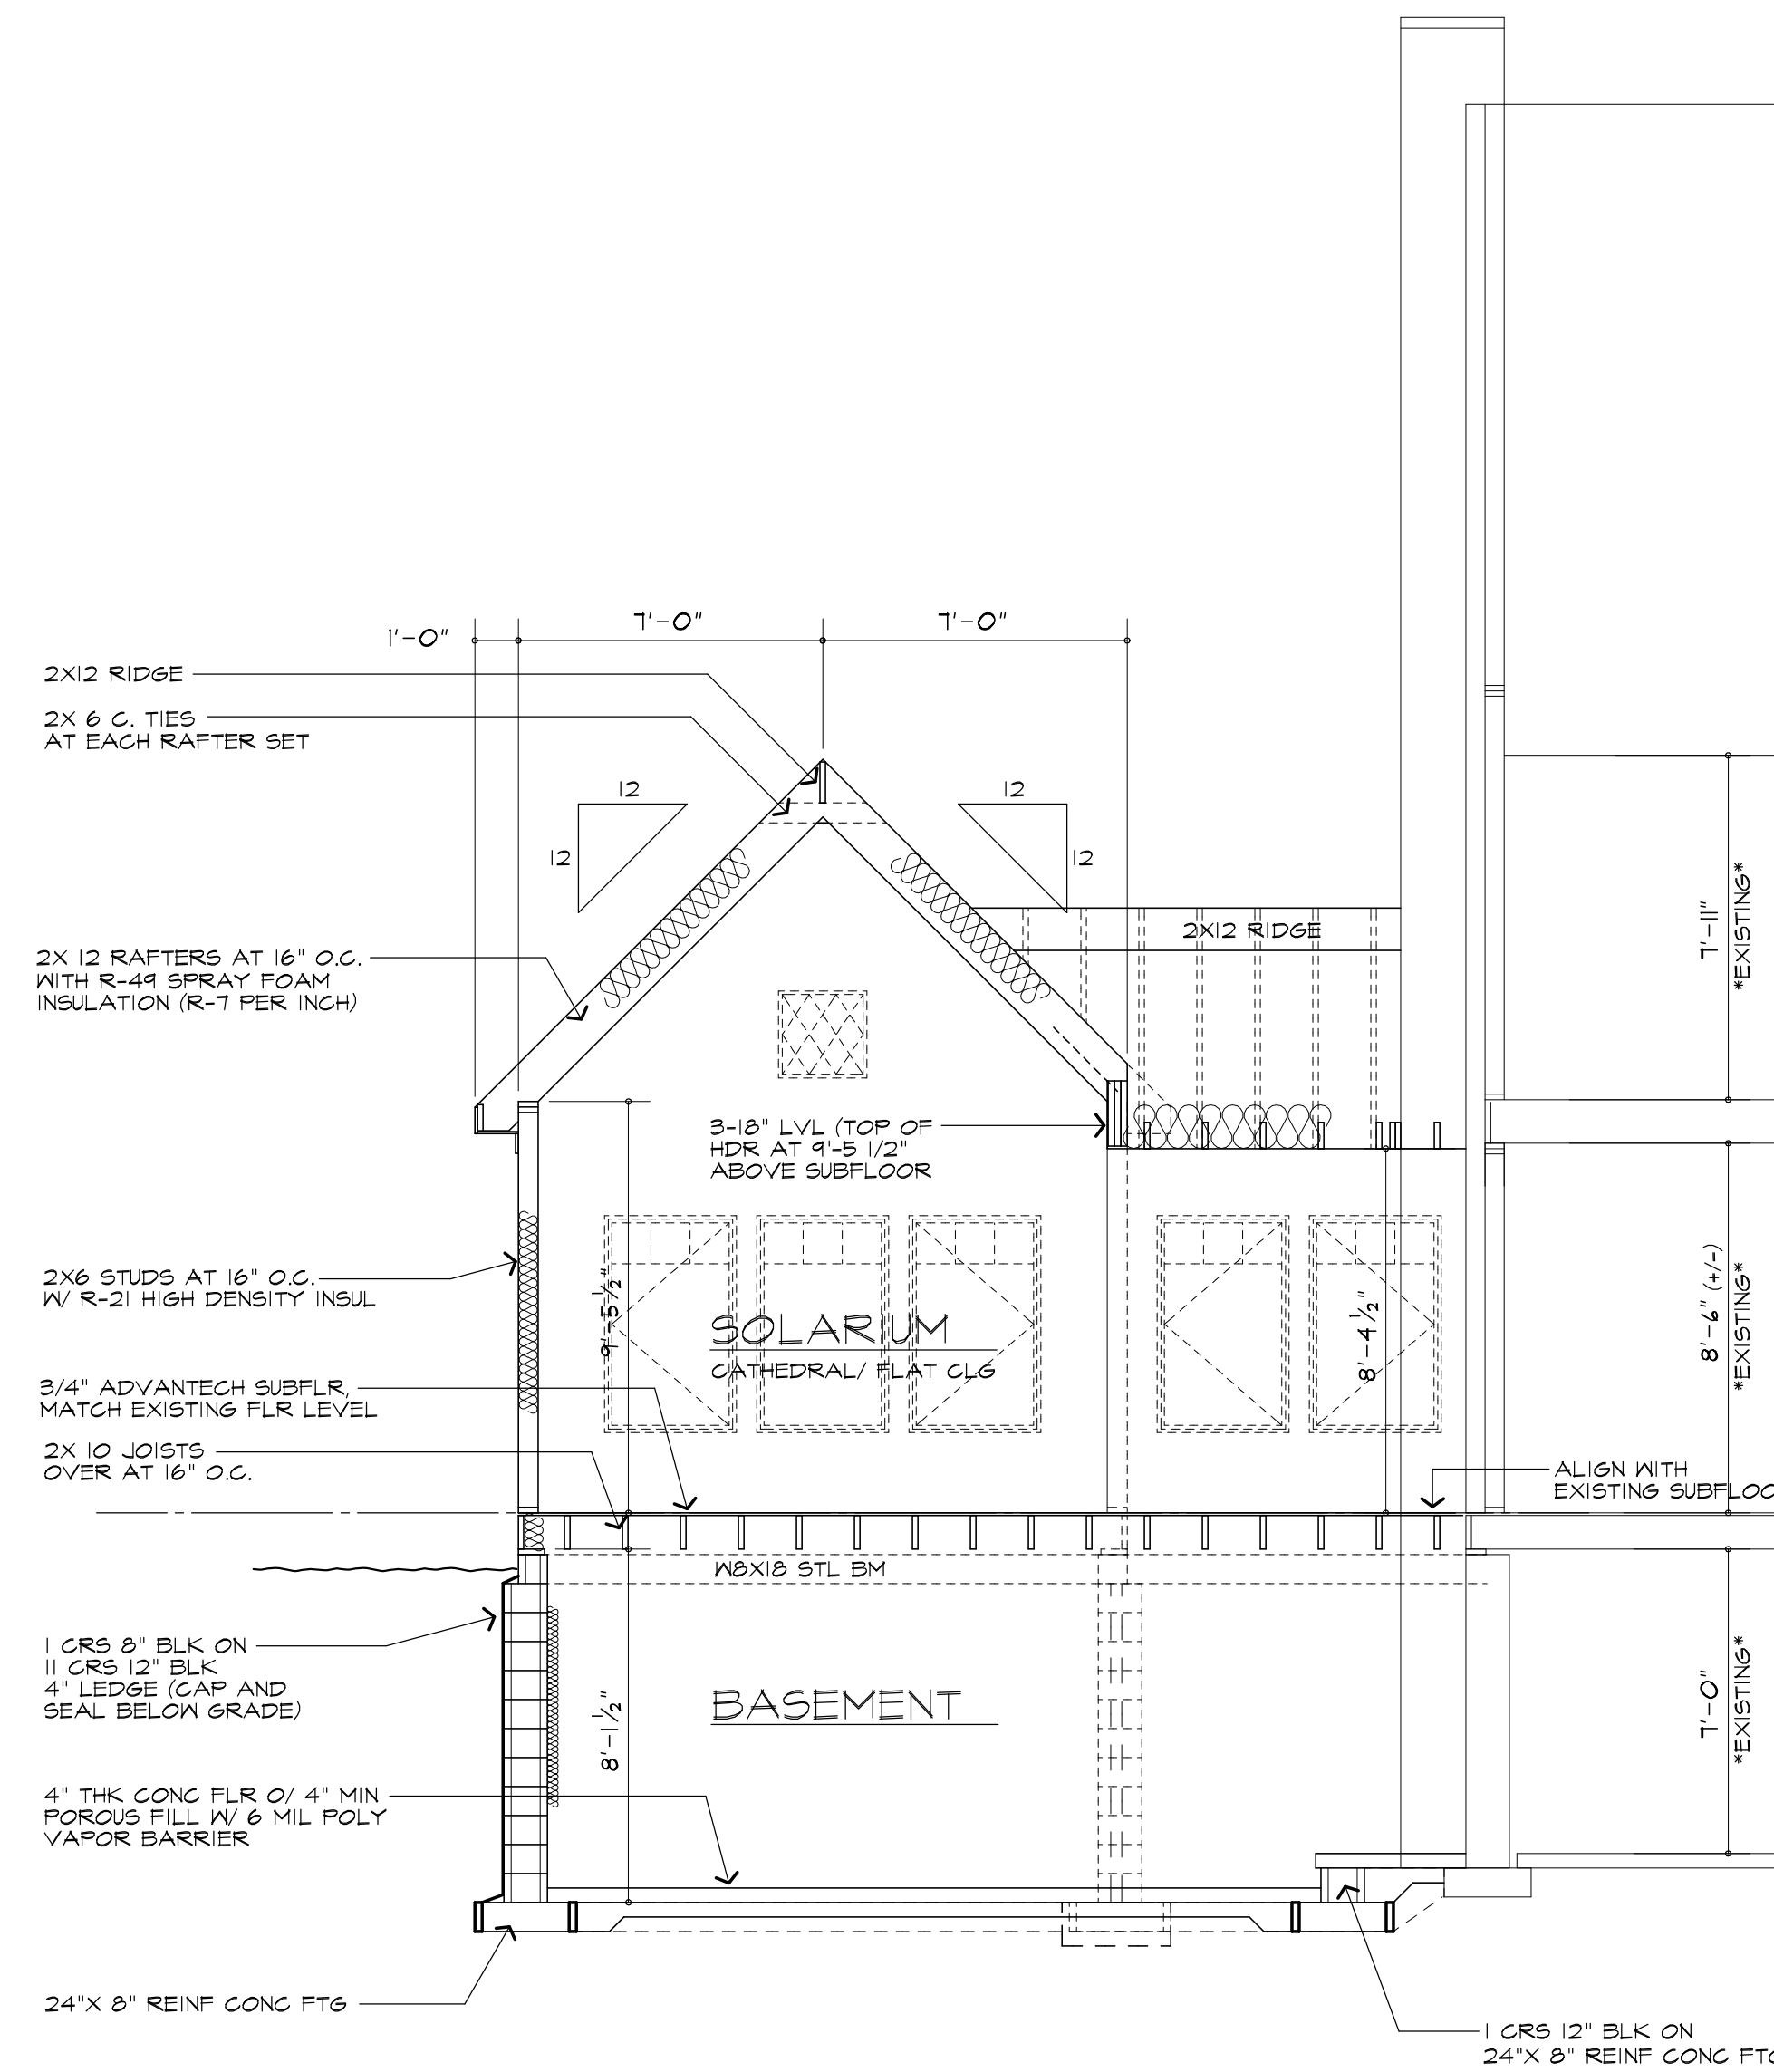 1'-0"
7'-0"
7'-0"
2X12 RIDGE
2X 6 C. TIES
AT EACH RAFTER SET
12
12
12
12
2X12 RIDGE
7'-11"
*EXISTING*
2X 12 RAFTERS AT 16" O.C.
WITH R-49 SPRAY FOAM
INSULATION (R-7 PER INCH)
3-18" LVL (TOP OF
HDR AT 9'-5 1/2"
ABOVE SUBFLOOR
2X6 STUDS AT 16" O.C.
W/ R-21 HIGH DENSITY INSUL
9'-5 1/2"
SOLARIUM
CATHEDRAL/ FLAT CLG
8'-4 1/2"
8'-6" (+/-)
*EXISTING*
3/4" ADVANTECH SUBFLR,
MATCH EXISTING FLR LEVEL
2X 10 JOISTS
OVER AT 16" O.C.
ALIGN WITH
EXISTING SUBFLOO
W8X18 STL BM
1 CRS 8" BLK ON
11 CRS 12" BLK
4" LEDGE (CAP AND
SEAL BELOW GRADE)
8'-1 1/2"
BASEMENT
7'-0"
*EXISTING*
4" THK CONC FLR O/ 4" MIN
POROUS FILL W/ 6 MIL POLY
VAPOR BARRIER
24"X 8" REINF CONC FTG
1 CRS 12" BLK ON
24"X 8" REINF CONC FTG